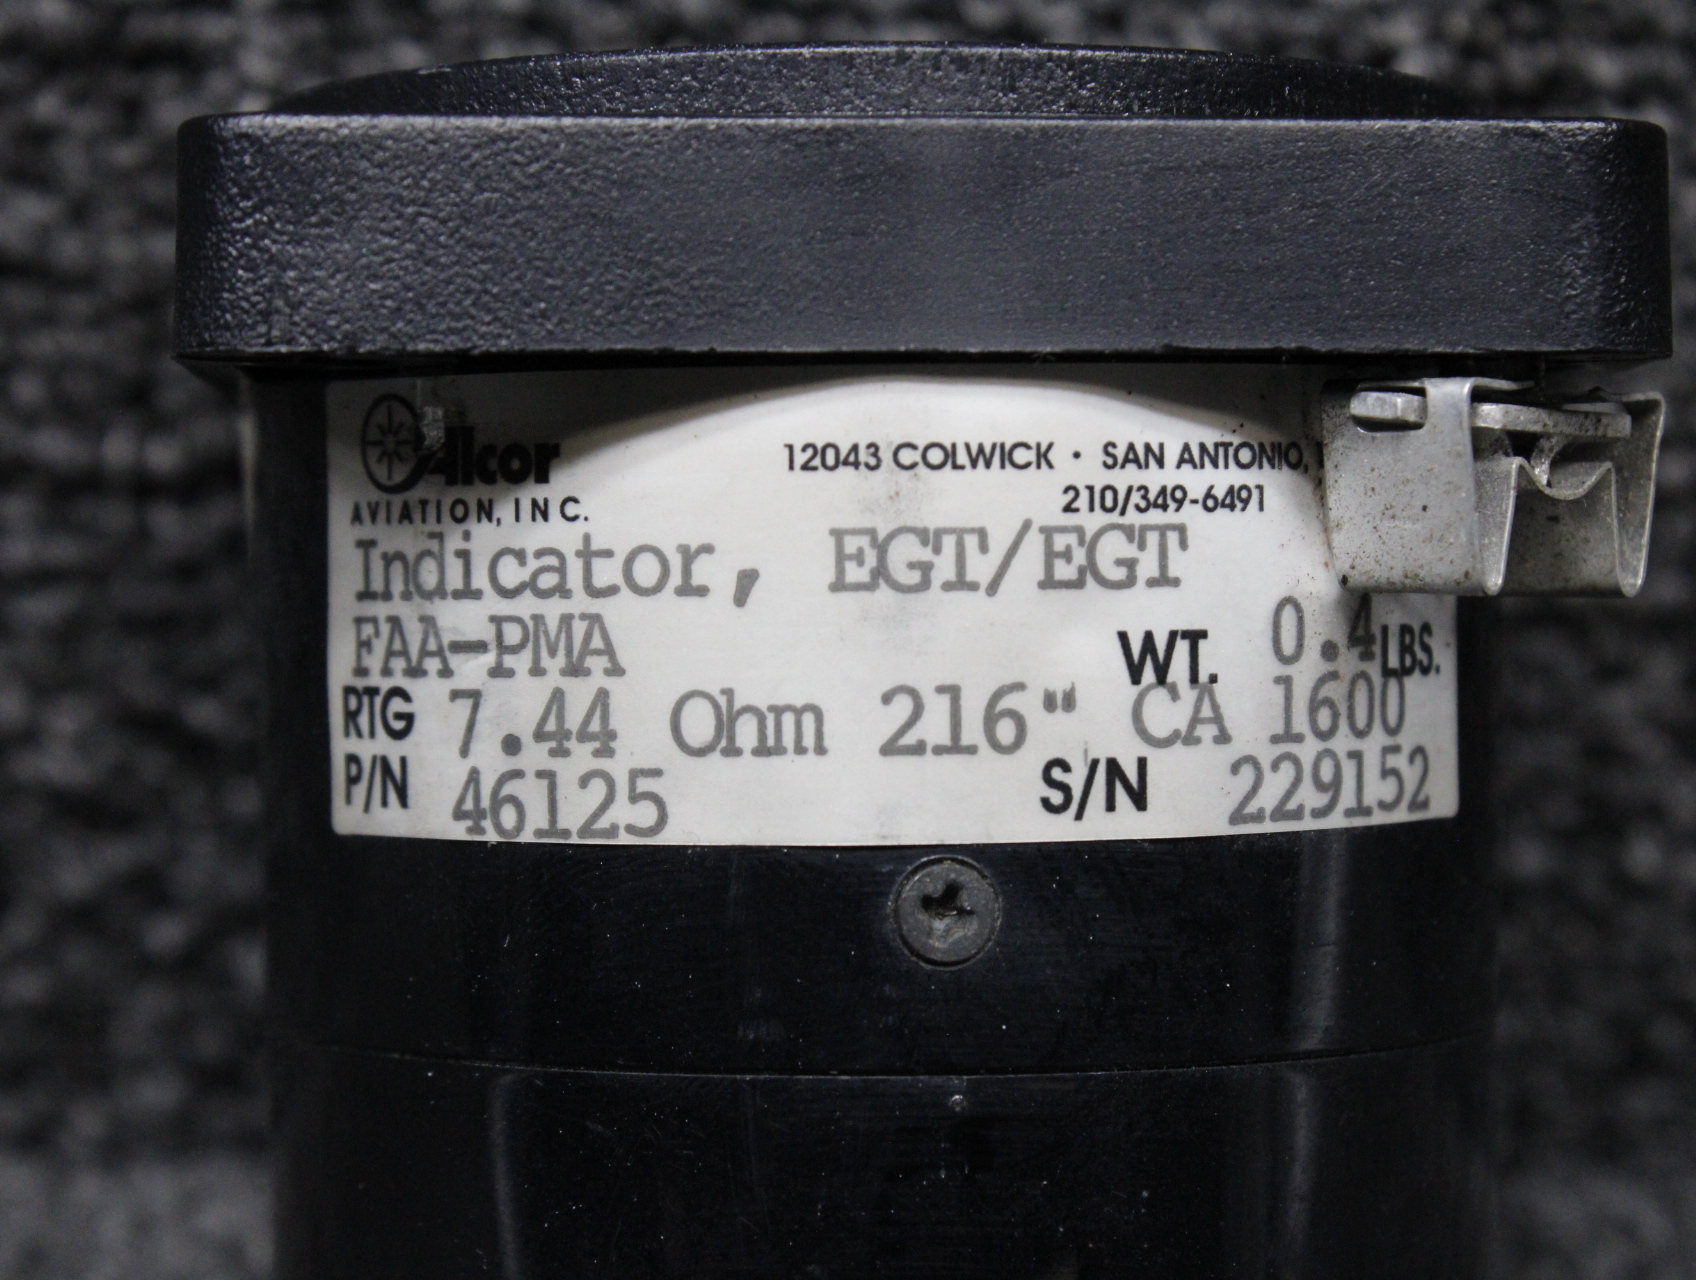 Alcor
AVIATION, INC.
12043 COLWICK · SAN ANTONIO,
210/349-6491
Indicator, EGT/EGT
FAA-PMA WT. 0.4 LBS.
RTG 7.44 Ohm 216" CA 1600
P/N 46125 S/N 229152